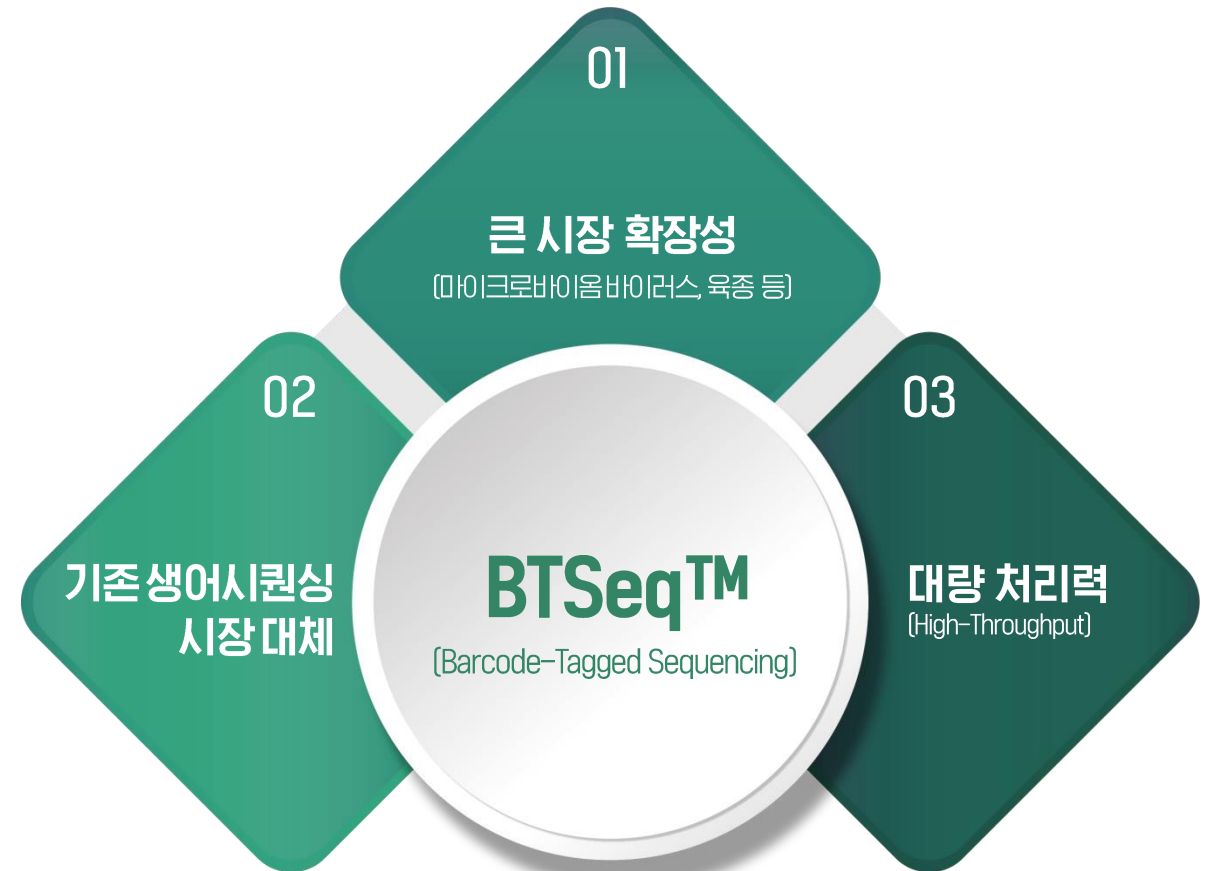 01
큰 시장 확장성
(마이크로바이옴 바이러스, 육종 등)
02
기존 생어시퀀싱
시장 대체
BTSeq™
(Barcode-Tagged Sequencing)
03
대량 처리력
(High-Throughput)